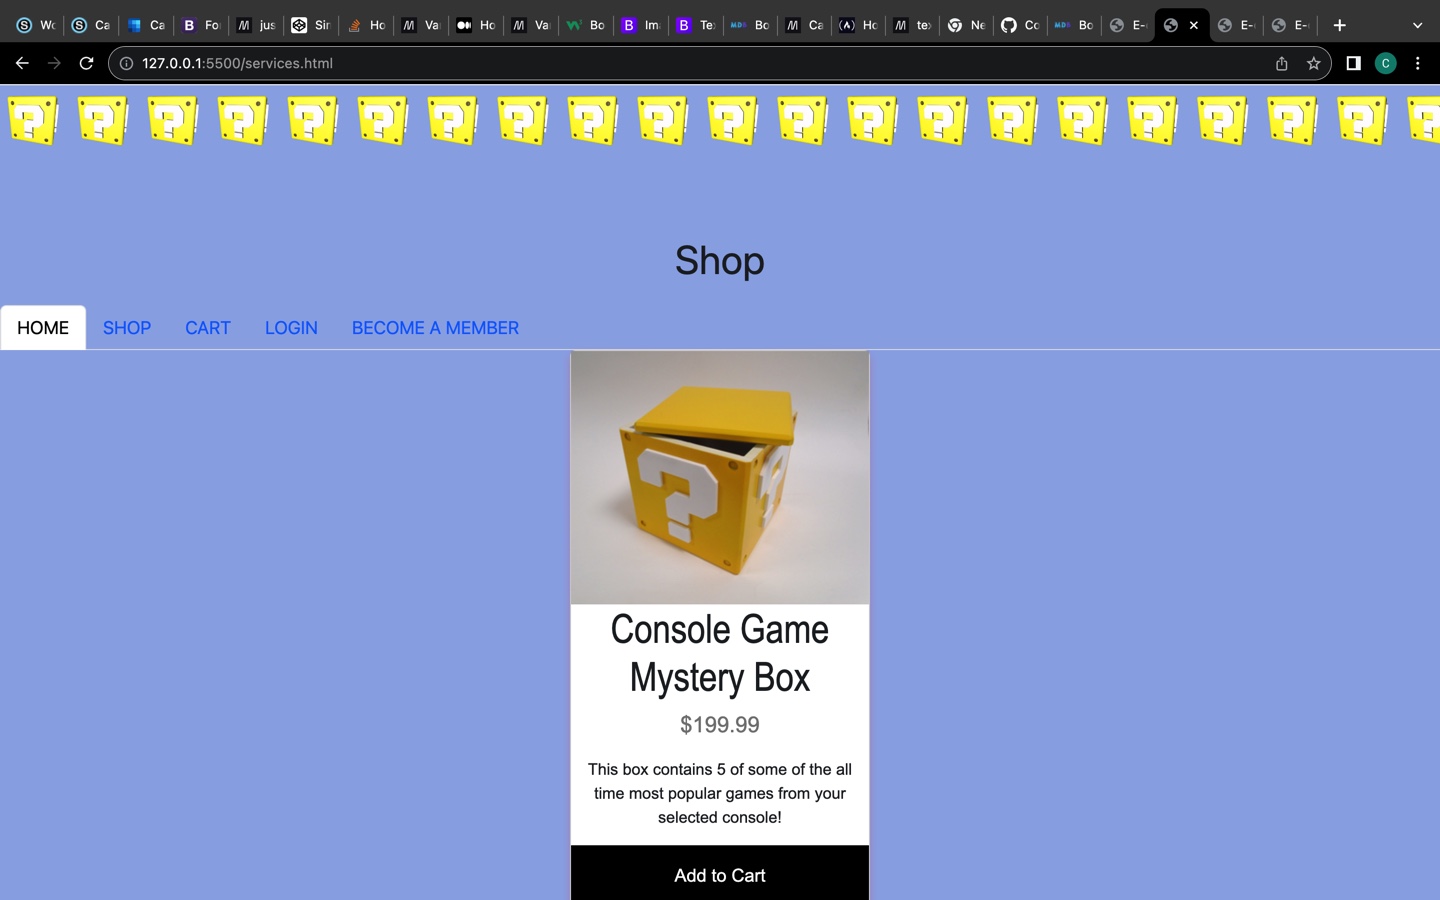 Wo
Ca
Ca
Fo
jus
Sin
Ho
Va
Ho
Va
Bo
Im
Te
Bo
Ca
Ho
tex
Ne
Co
Bo
E-
E-
E-
127.0.0.1:5500/services.html
C
? ? ? ? ? ? ? ? ? ? ? ? ? ? ? ? ? ? ? ? ?
Shop
HOME SHOP CART LOGIN BECOME A MEMBER
?
Console Game
Mystery Box
$199.99
This box contains 5 of some of the all
time most popular games from your
selected console!
Add to Cart